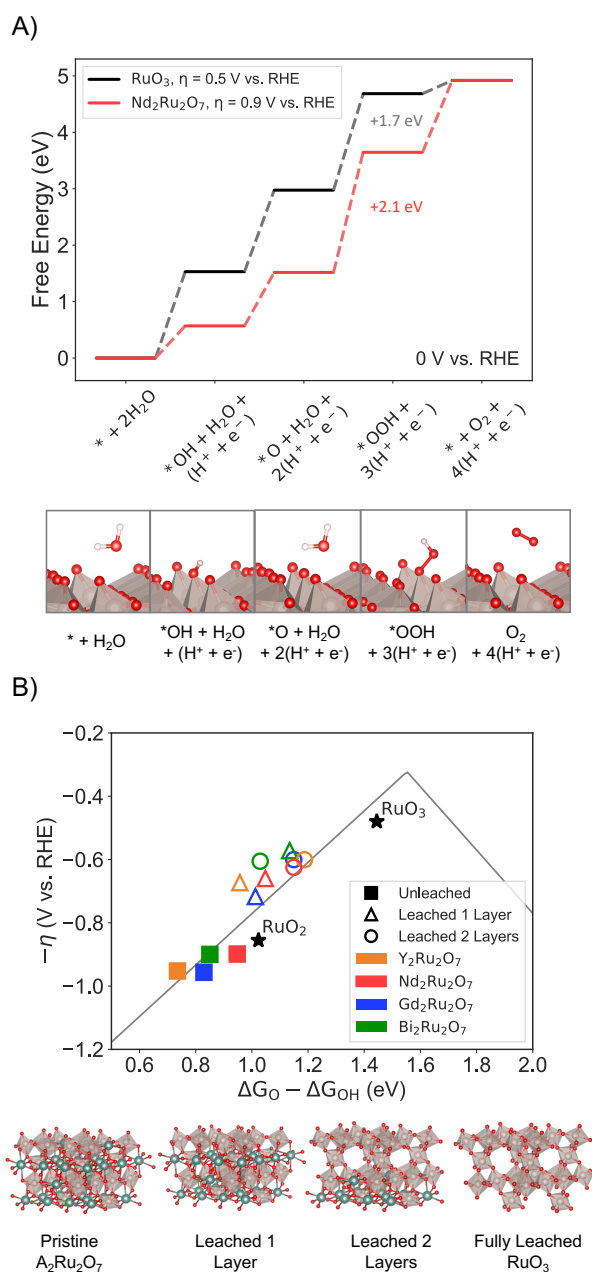 A)
RuO₃, η = 0.5 V vs. RHE
Nd₂Ru₂O₇, η = 0.9 V vs. RHE
Free Energy (eV)
5
4
3
2
1
0
+1.7 eV
+2.1 eV
0 V vs. RHE
* + 2H₂O
*OH + H₂O +
(H⁺ + e⁻)
*O + H₂O +
2(H⁺ + e⁻)
*OOH +
3(H⁺ + e⁻)
* + O₂ +
4(H⁺ + e⁻)
* + H₂O
*OH + H₂O
+ (H⁺ + e⁻)
*O + H₂O
+ 2(H⁺ + e⁻)
*OOH
+ 3(H⁺ + e⁻)
O₂
+ 4(H⁺ + e⁻)
B)
−η (V vs. RHE)
−0.2
−0.4
−0.6
−0.8
−1.0
−1.2
RuO₃
RuO₂
Unleached
Leached 1 Layer
Leached 2 Layers
Y₂Ru₂O₇
Nd₂Ru₂O₇
Gd₂Ru₂O₇
Bi₂Ru₂O₇
0.6 0.8 1.0 1.2 1.4 1.6 1.8 2.0
ΔG_O − ΔG_OH (eV)
Pristine
A₂Ru₂O₇
Leached 1
Layer
Leached 2
Layers
Fully Leached
RuO₃